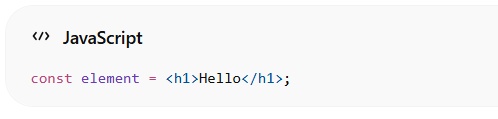 JavaScript
const element = <h1>Hello</h1>;